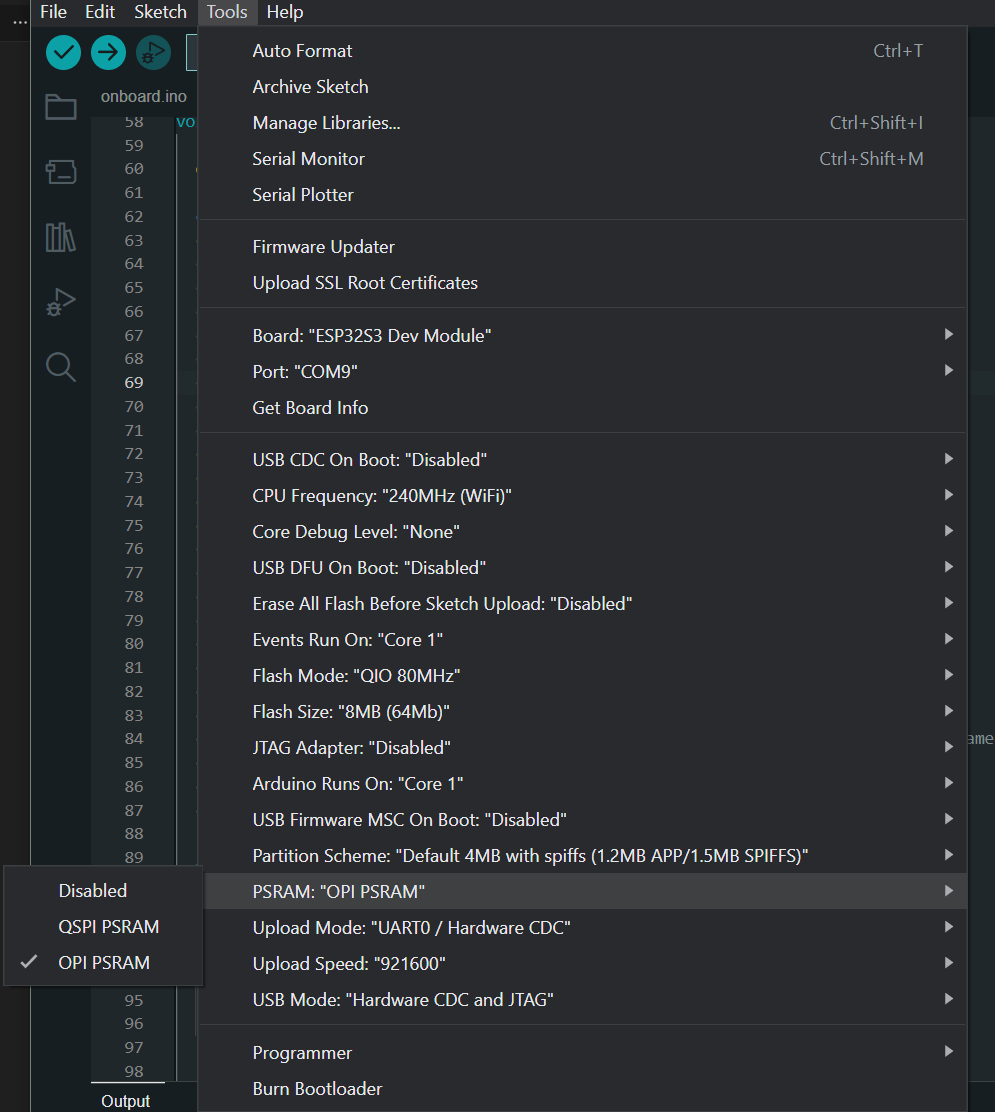 ...
File Edit Sketch Tools Help
Auto Format Ctrl+T
Archive Sketch
Manage Libraries... Ctrl+Shift+I
Serial Monitor Ctrl+Shift+M
Serial Plotter
Firmware Updater
Upload SSL Root Certificates
Board: "ESP32S3 Dev Module"
Port: "COM9"
Get Board Info
USB CDC On Boot: "Disabled"
CPU Frequency: "240MHz (WiFi)"
Core Debug Level: "None"
USB DFU On Boot: "Disabled"
Erase All Flash Before Sketch Upload: "Disabled"
Events Run On: "Core 1"
Flash Mode: "QIO 80MHz"
Flash Size: "8MB (64Mb)"
JTAG Adapter: "Disabled"
Arduino Runs On: "Core 1"
USB Firmware MSC On Boot: "Disabled"
Partition Scheme: "Default 4MB with spiffs (1.2MB APP/1.5MB SPIFFS)"
PSRAM: "OPI PSRAM"
Upload Mode: "UART0 / Hardware CDC"
Upload Speed: "921600"
USB Mode: "Hardware CDC and JTAG"
Programmer
Burn Bootloader
Disabled
QSPI PSRAM
OPI PSRAM
onboard.ino
58 vo
59
60
61
62
63
64
65
66
67
68
69
70
71
72
73
74
75
76
77
78
79
80
81
82
83
84 ame
85
86
87
88
89
95
96
97
98
Output